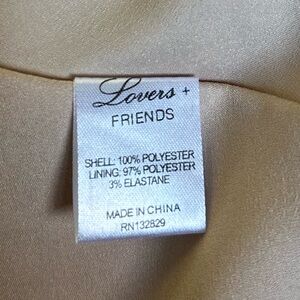 Lovers +
FRIENDS
SHELL: 100% POLYESTER
LINING: 97% POLYESTER
3% ELASTANE
MADE IN CHINA
RN132829